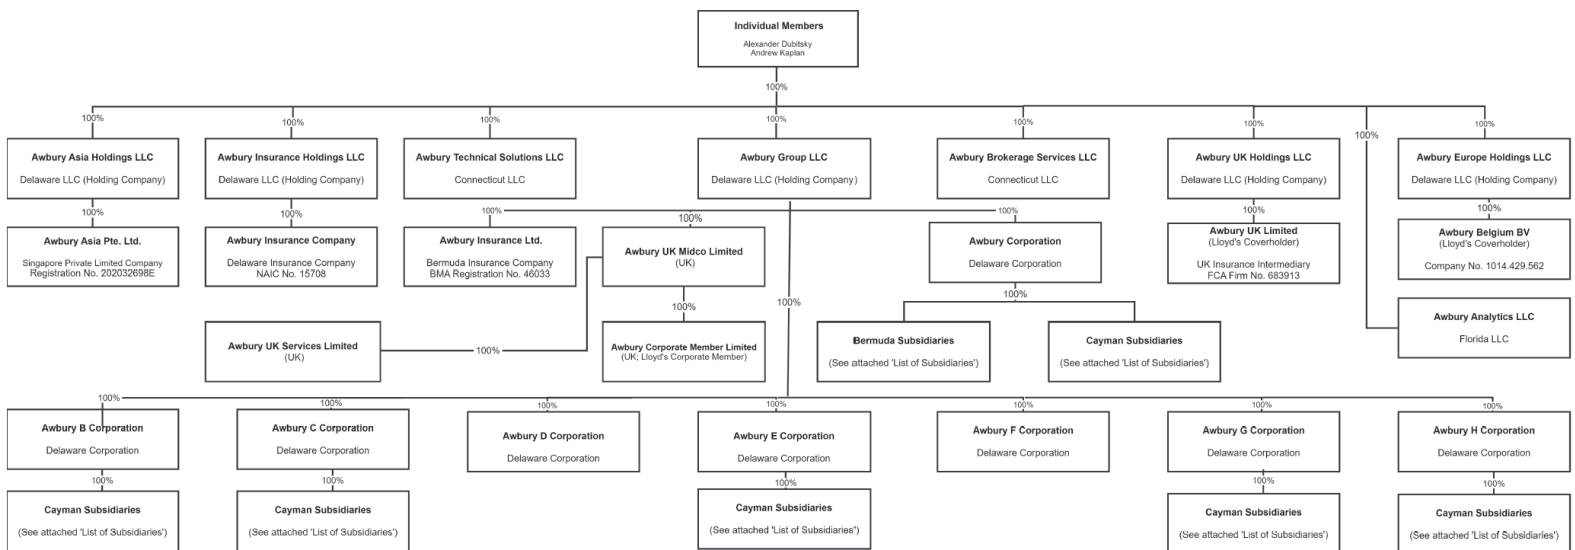 Individual Members
Alexander Dubitsky
Andrew Kaplan
100%
100%
100%
100%
100%
100%
100%
100%
100%
Awbury Asia Holdings LLC
Delaware LLC (Holding Company)
Awbury Insurance Holdings LLC
Delaware LLC (Holding Company)
Awbury Technical Solutions LLC
Connecticut LLC
Awbury Group LLC
Delaware LLC (Holding Company)
Awbury Brokerage Services LLC
Connecticut LLC
Awbury UK Holdings LLC
Delaware LLC (Holding Company)
Awbury Europe Holdings LLC
Delaware LLC (Holding Company)
100%
100%
100%
100%
100%
100%
100%
Awbury Asia Pte. Ltd.
Singapore Private Limited Company
Registration No. 202032698E
Awbury Insurance Company
Delaware Insurance Company
NAIC No. 15708
Awbury Insurance Ltd.
Bermuda Insurance Company
BMA Registration No. 46033
Awbury UK Midco Limited
(UK)
Awbury Corporation
Delaware Corporation
Awbury UK Limited
(Lloyd's Coverholder)
UK Insurance Intermediary
FCA Firm No. 683913
Awbury Belgium BV
(Lloyd's Coverholder)
Company No. 1014.429.562
100%
100%
100%
Awbury UK Services Limited
(UK)
100%
Awbury Corporate Member Limited
(UK; Lloyd's Corporate Member)
Bermuda Subsidiaries
(See attached 'List of Subsidiaries')
Cayman Subsidiaries
(See attached 'List of Subsidiaries')
Awbury Analytics LLC
Florida LLC
100%
100%
100%
100%
100%
100%
100%
Awbury B Corporation
Delaware Corporation
Awbury C Corporation
Delaware Corporation
Awbury D Corporation
Delaware Corporation
Awbury E Corporation
Delaware Corporation
Awbury F Corporation
Delaware Corporation
Awbury G Corporation
Delaware Corporation
Awbury H Corporation
Delaware Corporation
100%
100%
100%
100%
100%
Cayman Subsidiaries
(See attached 'List of Subsidiaries')
Cayman Subsidiaries
(See attached 'List of Subsidiaries')
Cayman Subsidiaries
(See attached 'List of Subsidiaries")
Cayman Subsidiaries
(See attached 'List of Subsidiaries')
Cayman Subsidiaries
(See attached 'List of Subsidiaries')